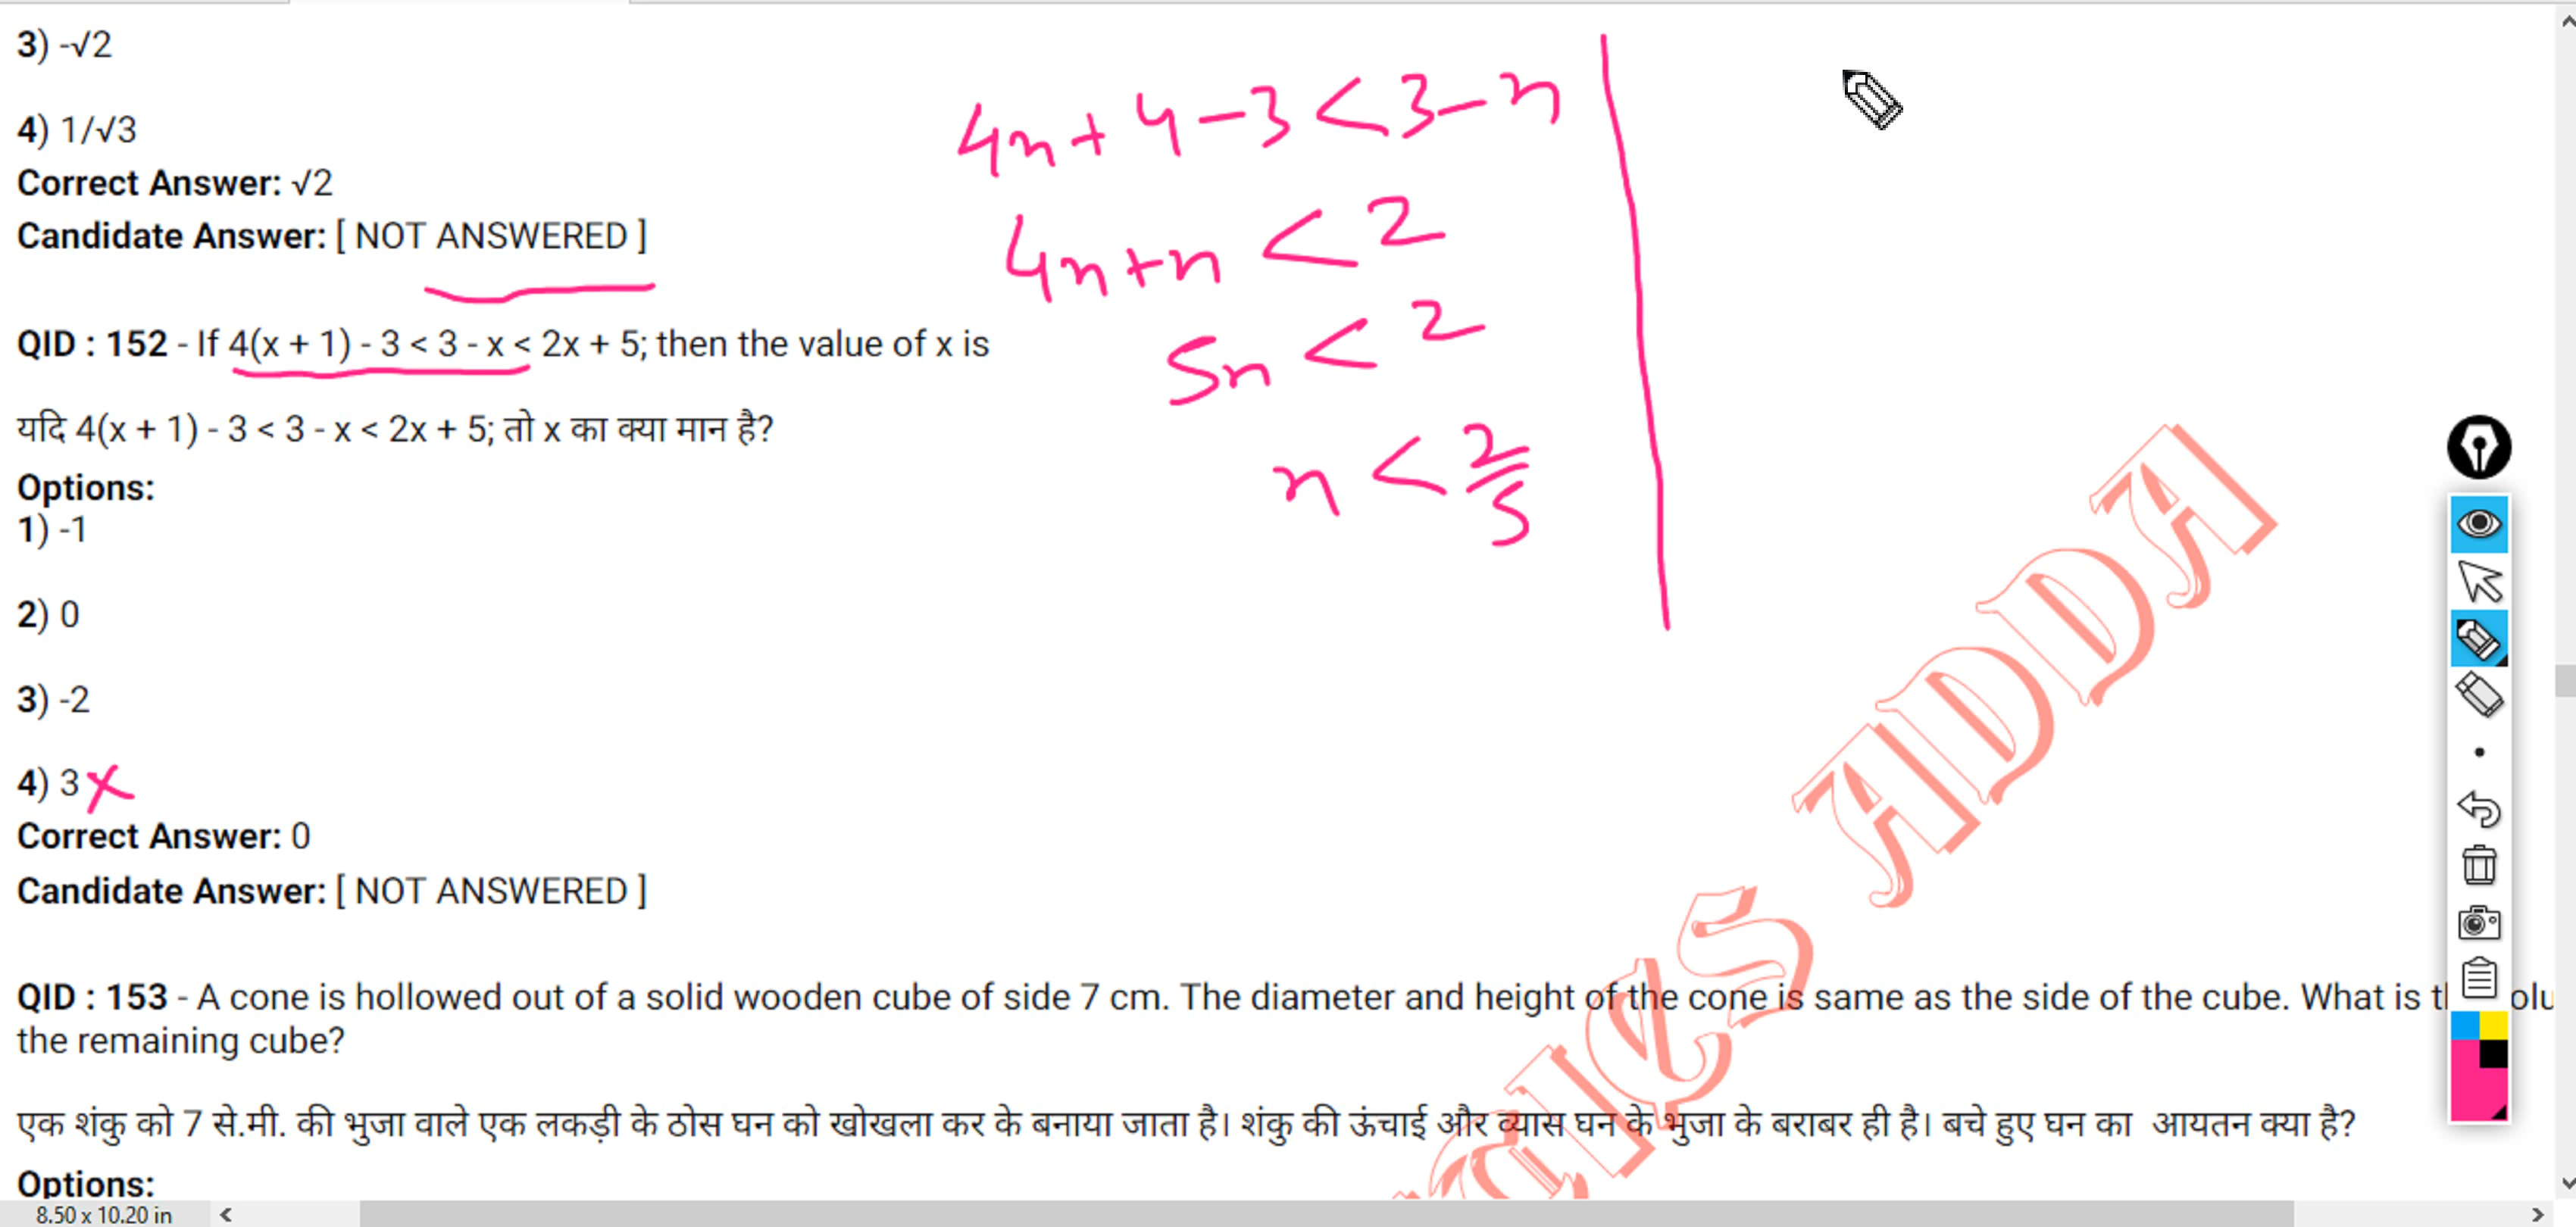 3) -√2
4) 1/√3
Correct Answer: √2
Candidate Answer: [ NOT ANSWERED ]
QID : 152 - If 4(x + 1) - 3 < 3 - x < 2x + 5; then the value of x is
यदि 4(x + 1) - 3 < 3 - x < 2x + 5; तो x का क्या मान है?
Options:
1) -1
2) 0
3) -2
4) 3 ×
Correct Answer: 0
Candidate Answer: [ NOT ANSWERED ]
4x + 4 - 3 < 3 - x
4x + x < 2
5x < 2
x < 2/5
QID : 153 - A cone is hollowed out of a solid wooden cube of side 7 cm. The diameter and height of the cone is same as the side of the cube. What is
the remaining cube?
एक शंकु को 7 से.मी. की भुजा वाले एक लकड़ी के ठोस घन को खोखला कर के बनाया जाता है। शंकु की ऊंचाई और व्यास घन के भुजा के बराबर ही है। बचे हुए घन का आयतन क्या है?
Options:
ADDA
8.50 x 10.20 in